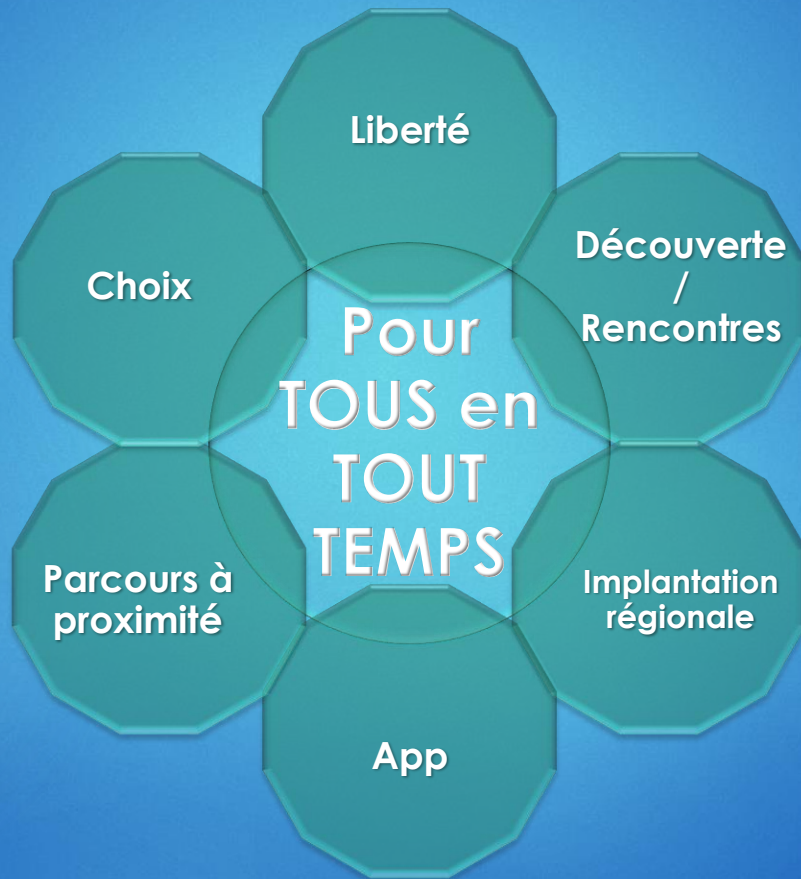 Liberté
Découverte
/
Rencontres
Choix
Pour
TOUS en
TOUT
TEMPS
Parcours à
proximité
Implantation
régionale
App